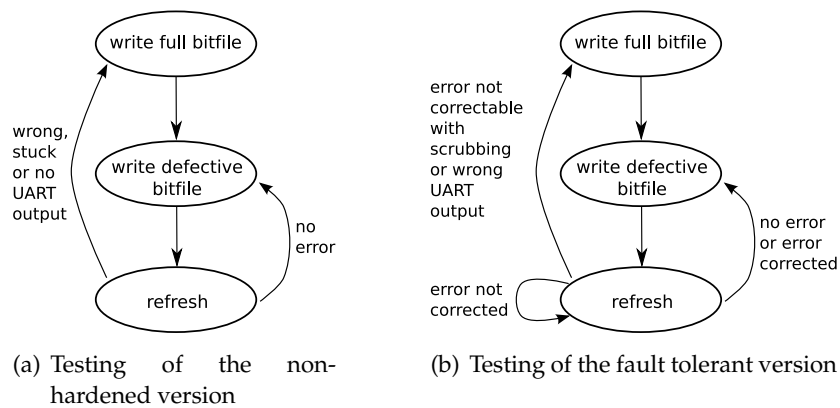 write full bitfile
wrong,
stuck
or no
UART
output
write defective
bitfile
no
error
refresh
(a) Testing of the non-
hardened version
write full bitfile
error not
correctable
with
scrubbing
or wrong
UART
output
write defective
bitfile
no error
or error
corrected
error not
corrected
refresh
(b) Testing of the fault tolerant version